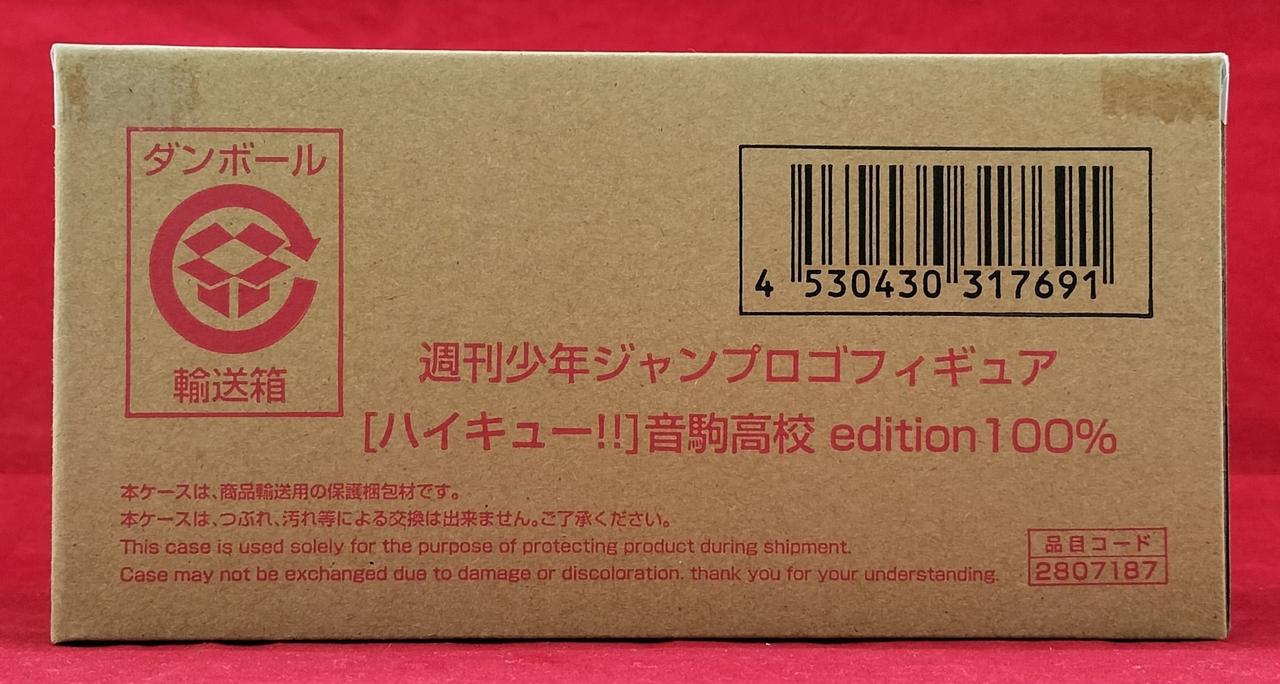 ダンボール
輸送箱
4 530430 317691
週刊少年ジャンプロゴフィギュア
[ハイキュー!!]音駒高校 edition100%
本ケースは、商品輸送用の保護梱包材です。
本ケースは、つぶれ、汚れ等による交換は出来ません。ご了承ください。
This case is used solely for the purpose of protecting product during shipment.
Case may not be exchanged due to damage or discoloration. thank you for your understanding.
品目コード
2807187